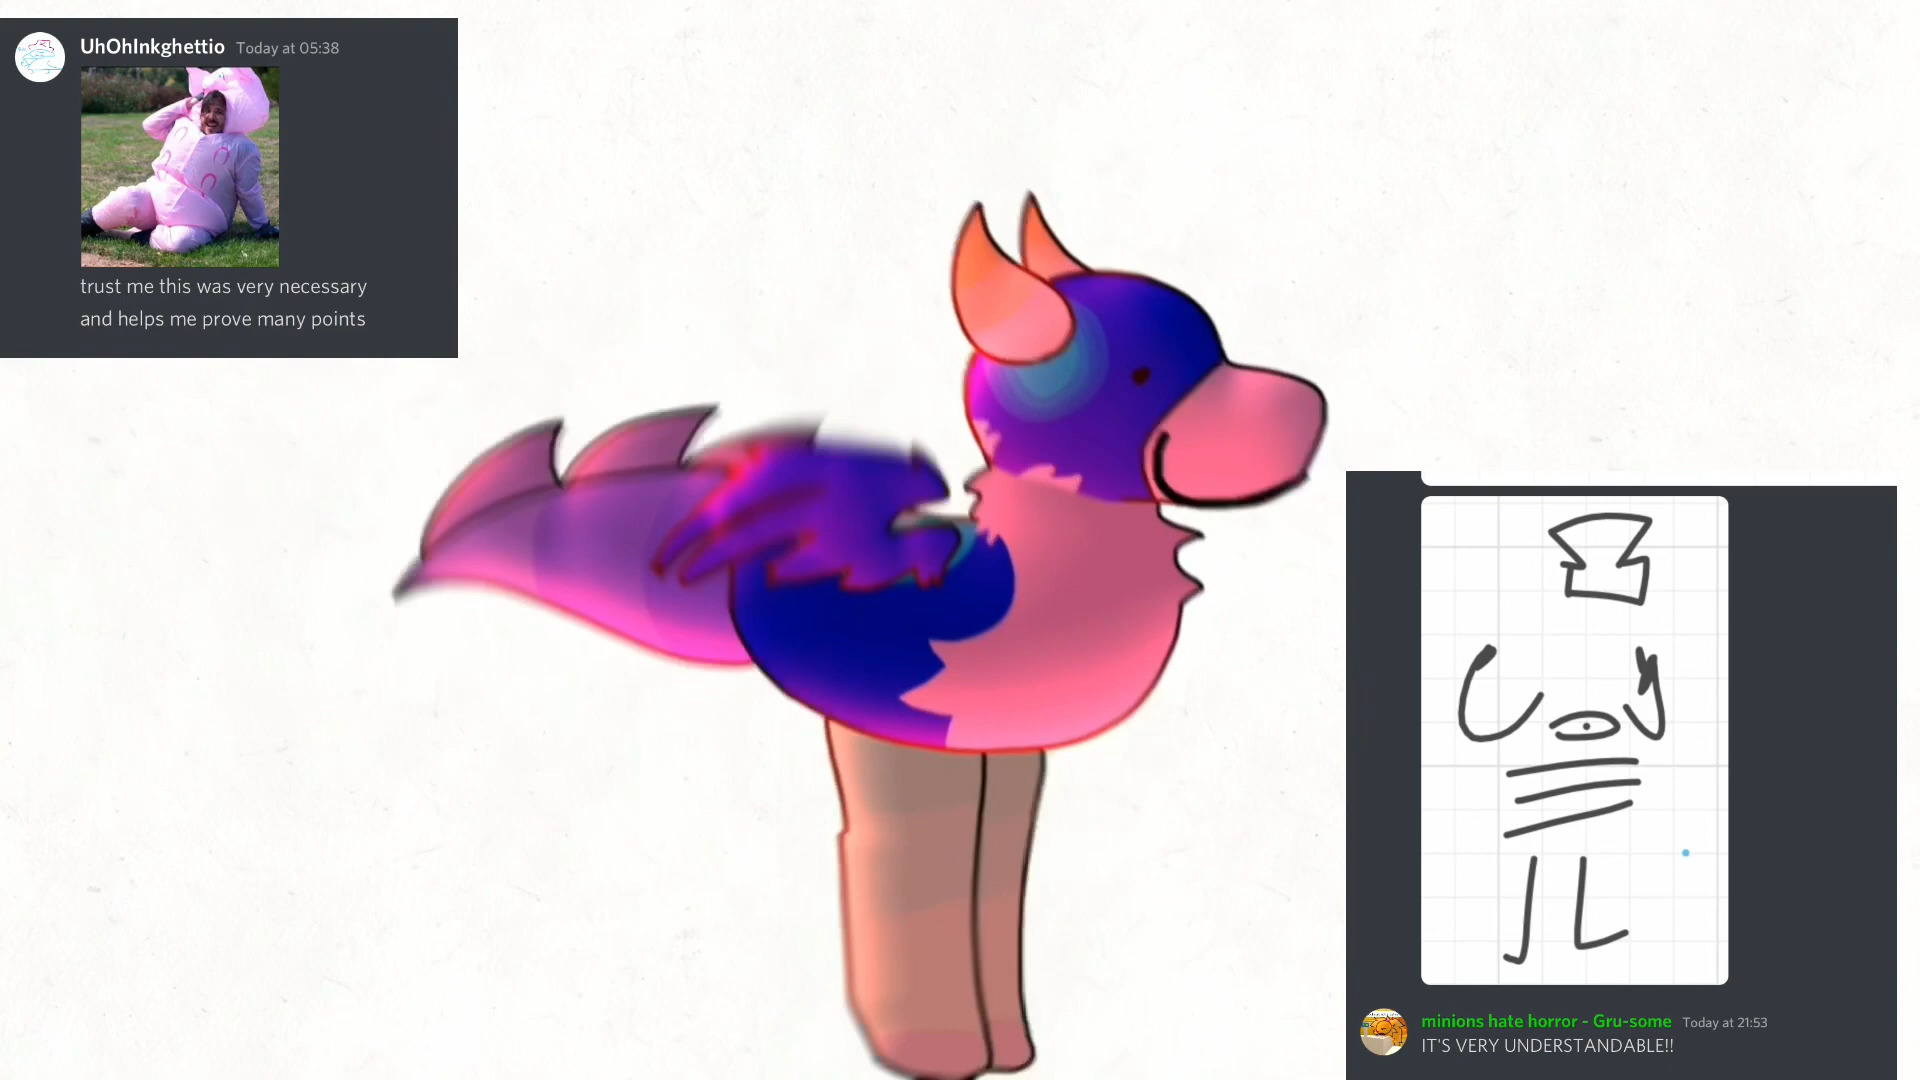 UhOhInkghettio Today at 05:38
trust me this was very necessary
and helps me prove many points
minions hate horror - Gru-some Today at 21:53
IT'S VERY UNDERSTANDABLE!!